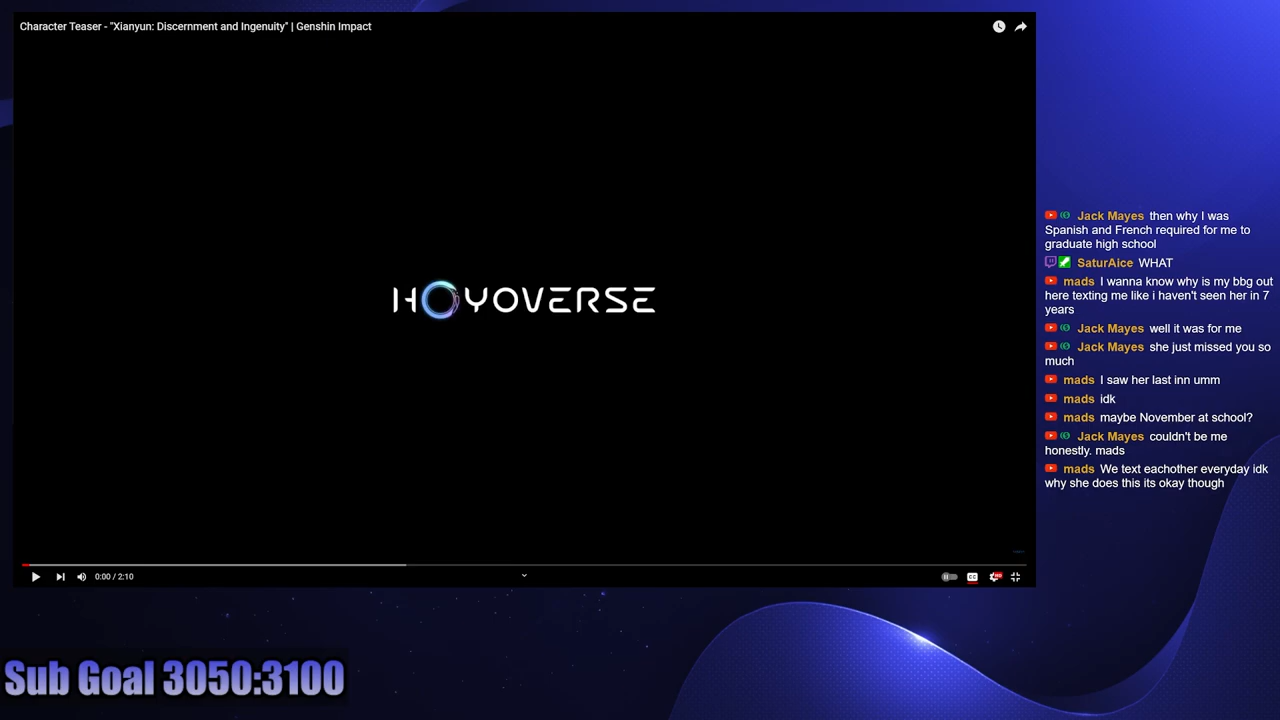 Character Teaser - "Xianyun: Discernment and Ingenuity" | Genshin Impact
HOYOVERSE
Jack Mayes then why I was
Spanish and French required for me to
graduate high school
SaturAice WHAT
mads I wanna know why is my bbg out
here texting me like i haven't seen her in 7
years
Jack Mayes well it was for me
Jack Mayes she just missed you so
much
mads I saw her last inn umm
mads idk
mads maybe November at school?
Jack Mayes couldn't be me
honestly. mads
mads We text eachother everyday idk
why she does this its okay though
0:00 / 2:10
CC
HD
Sub Goal 3050:3100